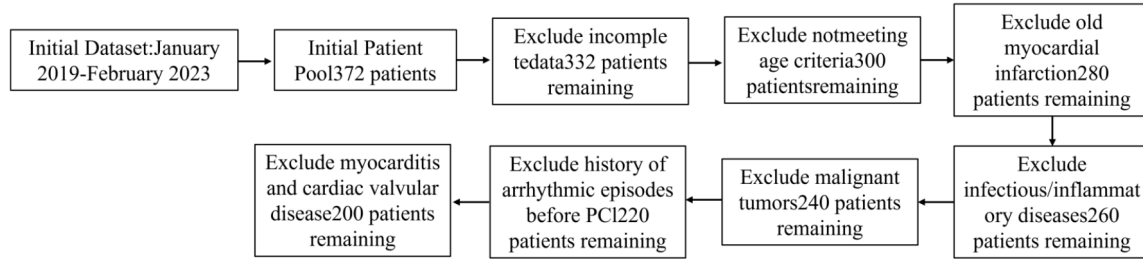 Initial Dataset:January
2019-February 2023
Initial Patient
Pool372 patients
Exclude incomple
tedata332 patients
remaining
Exclude notmeeting
age criteria300
patientsremaining
Exclude old
myocardial
infarction280
patients remaining
Exclude
infectious/inflammat
ory diseases260
patients remaining
Exclude malignant
tumors240 patients
remaining
Exclude history of
arrhythmic episodes
before PCl220
patients remaining
Exclude myocarditis
and cardiac valvular
disease200 patients
remaining